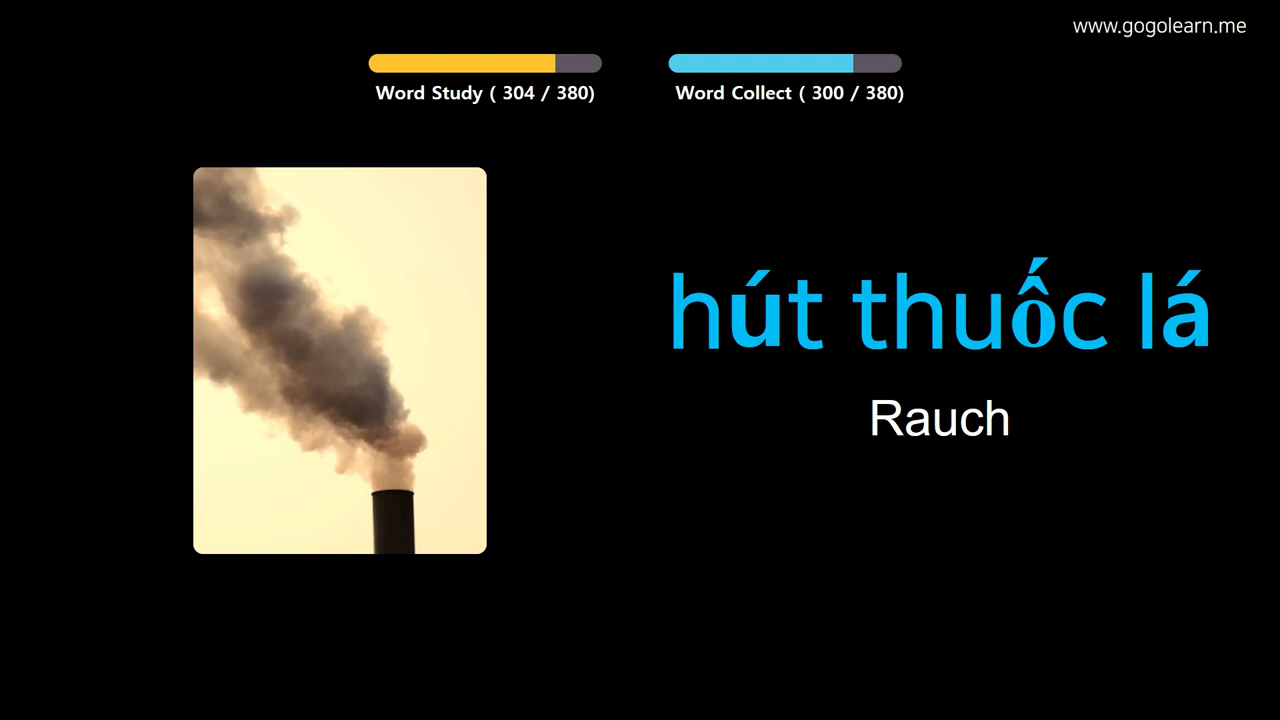 www.gogolearn.me
Word Study ( 304 / 380)
Word Collect ( 300 / 380)
hút thuốc lá
Rauch